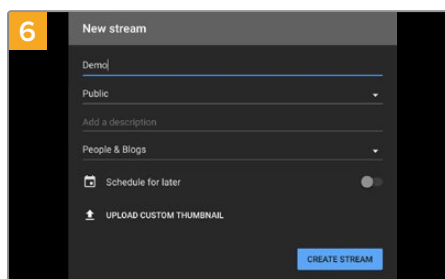 6
New stream
Demo
Public
Add a description
People & Blogs
Schedule for later
UPLOAD CUSTOM THUMBNAIL
CREATE STREAM